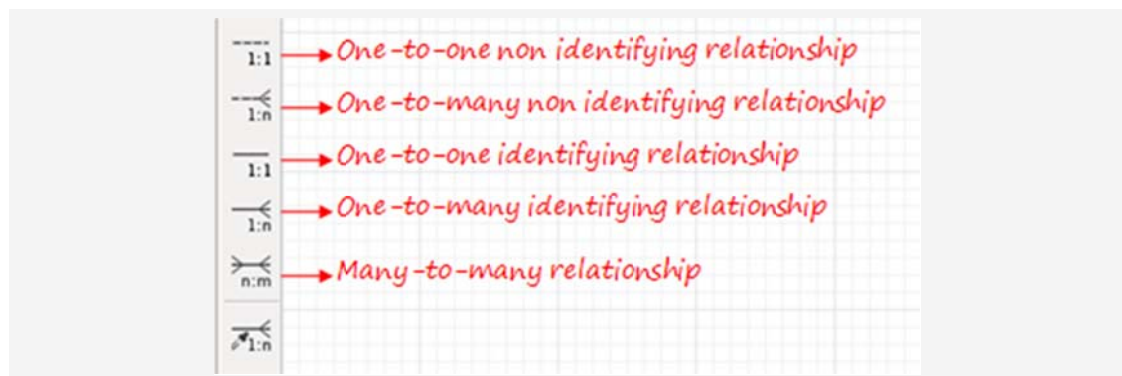 1:1 One-to-one non identifying relationship
1:n One-to-many non identifying relationship
1:1 One-to-one identifying relationship
1:n One-to-many identifying relationship
n:m Many-to-many relationship
1:n